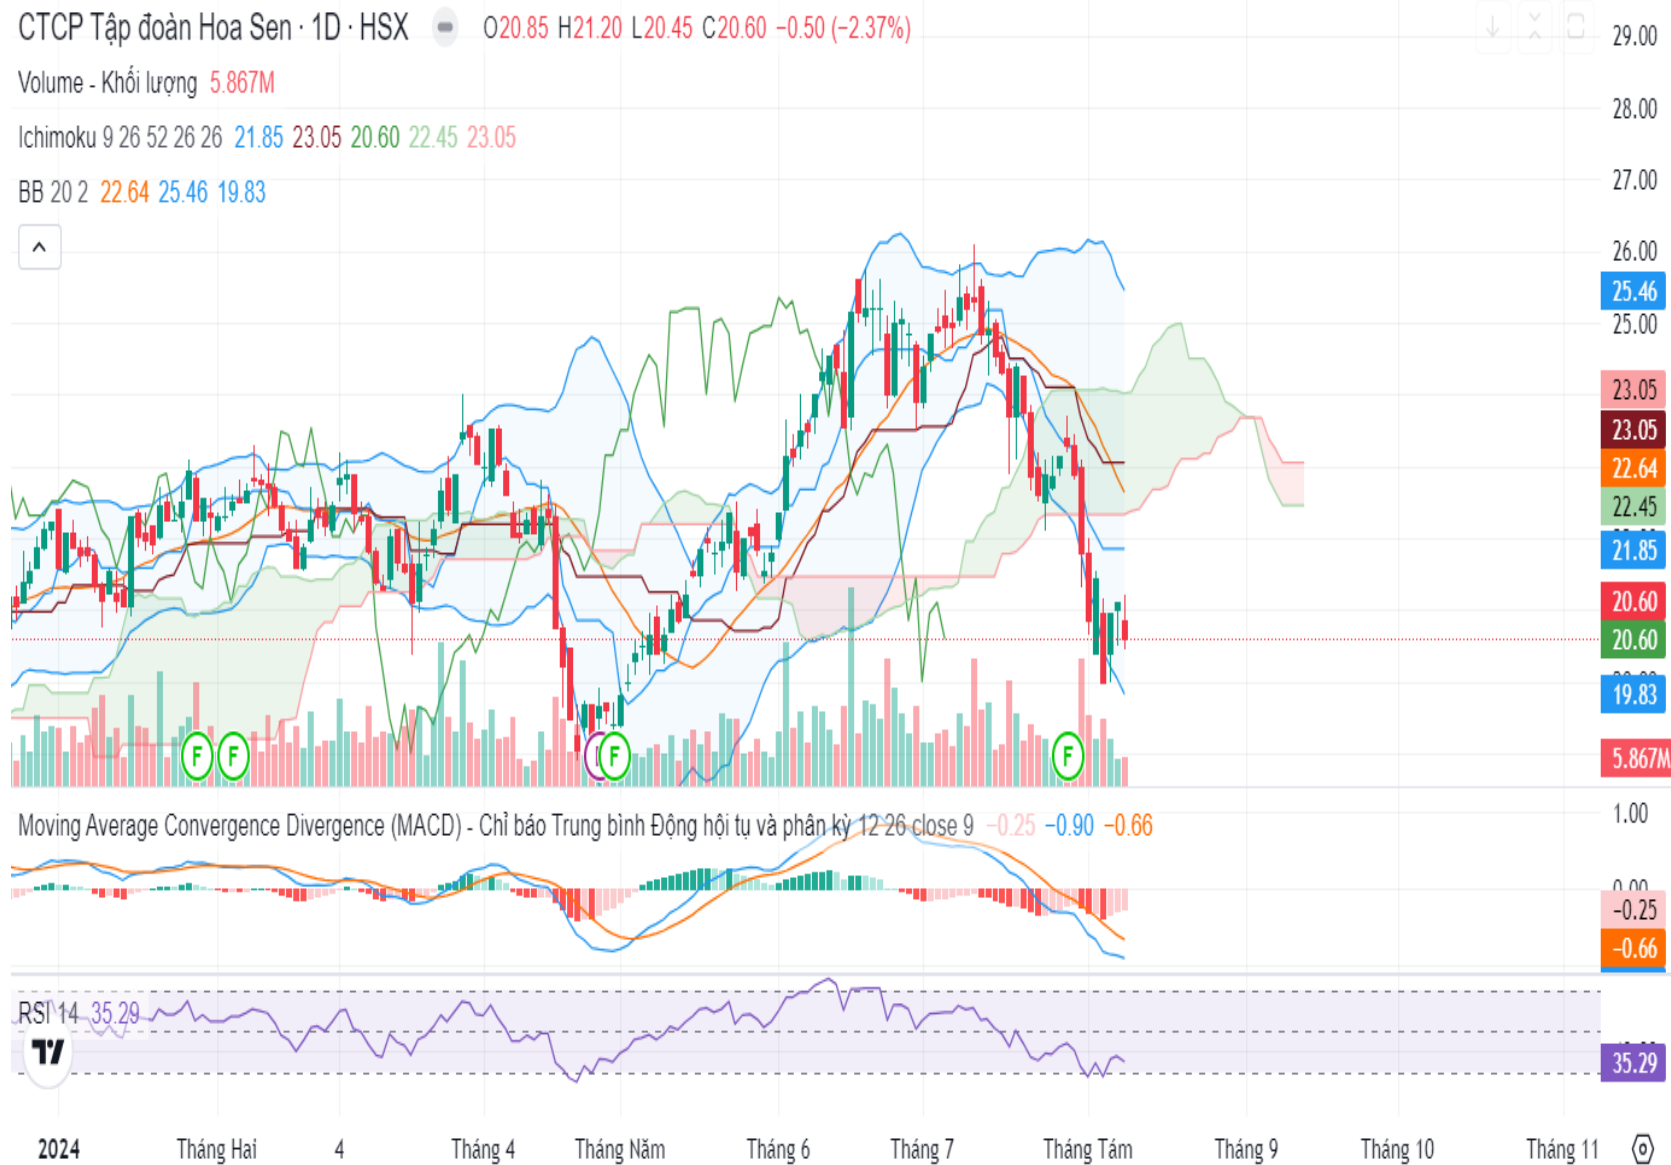 CTCP Tập đoàn Hoa Sen · 1D · HSX O20.85 H21.20 L20.45 C20.60 −0.50 (−2.37%)
Volume - Khối lượng 5.867M
Ichimoku 9 26 52 26 26 21.85 23.05 20.60 22.45 23.05
BB 20 2 22.64 25.46 19.83
29.00
28.00
27.00
26.00
25.46
25.00
23.05
23.05
22.64
22.45
21.85
20.60
20.60
19.83
5.867M
F F F F
Moving Average Convergence Divergence (MACD) - Chỉ báo Trung bình Động hội tụ và phân kỳ 12 26 close 9 −0.25 −0.90 −0.66
1.00
0.00
−0.25
−0.66
RSI 14 35.29
35.29
2024 Tháng Hai 4 Tháng 4 Tháng Năm Tháng 6 Tháng 7 Tháng Tám Tháng 9 Tháng 10 Tháng 11